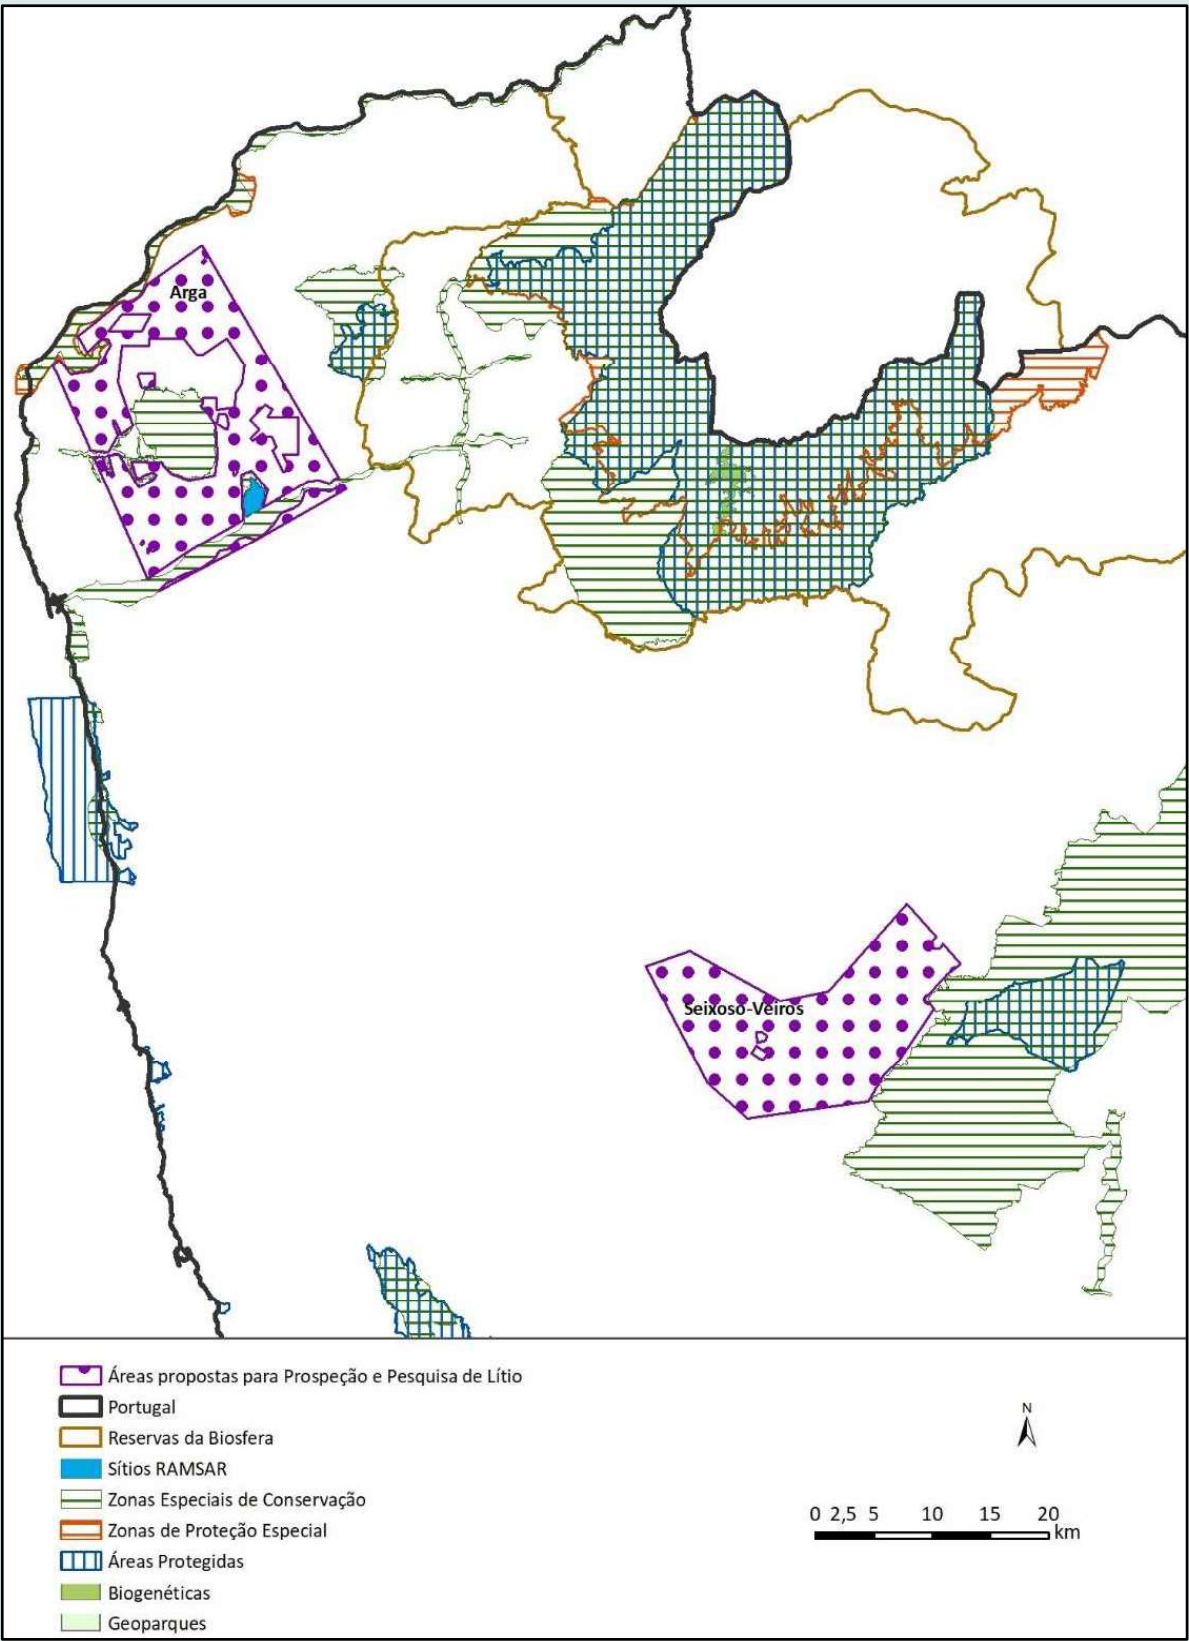 Arga
Seixoso-Veiros
Áreas propostas para Prospeção e Pesquisa de Lítio
Portugal
Reservas da Biosfera
Sítios RAMSAR
Zonas Especiais de Conservação
Zonas de Proteção Especial
Áreas Protegidas
Biogenéticas
Geoparques
N
0 2,5 5 10 15 20
km